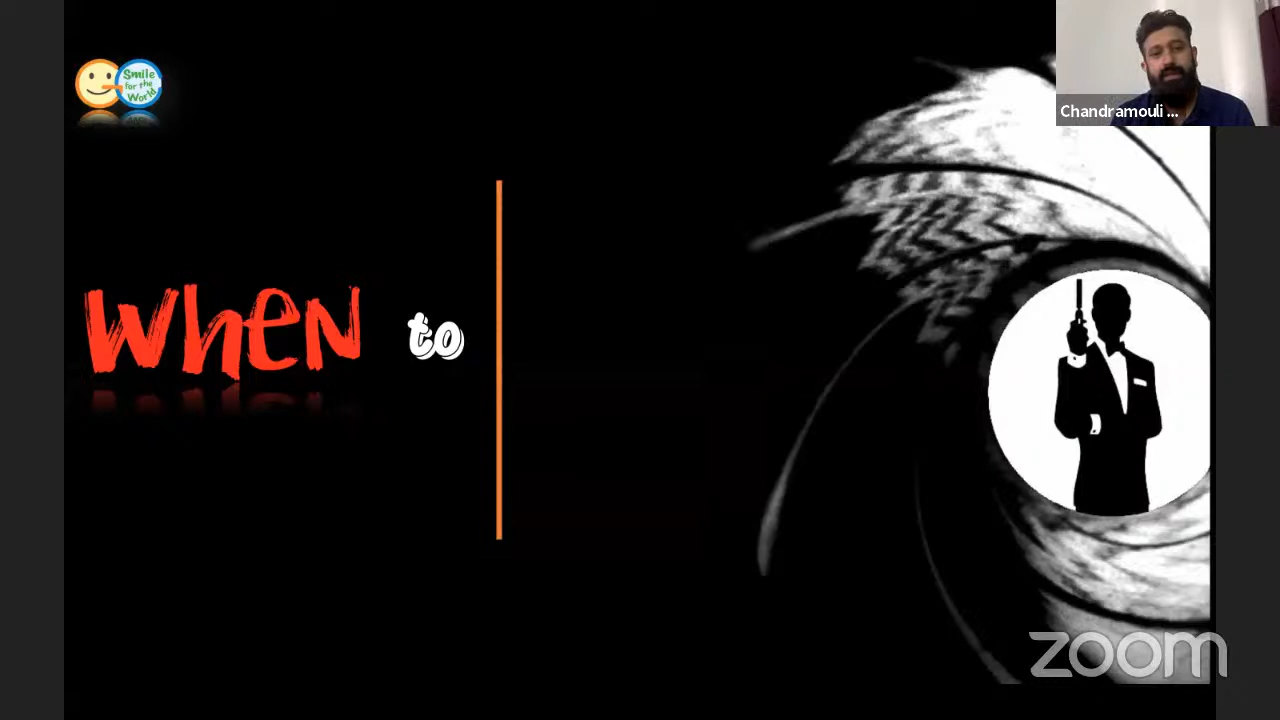 Smile
for the
World
Chandramouli ...
When to
zoom